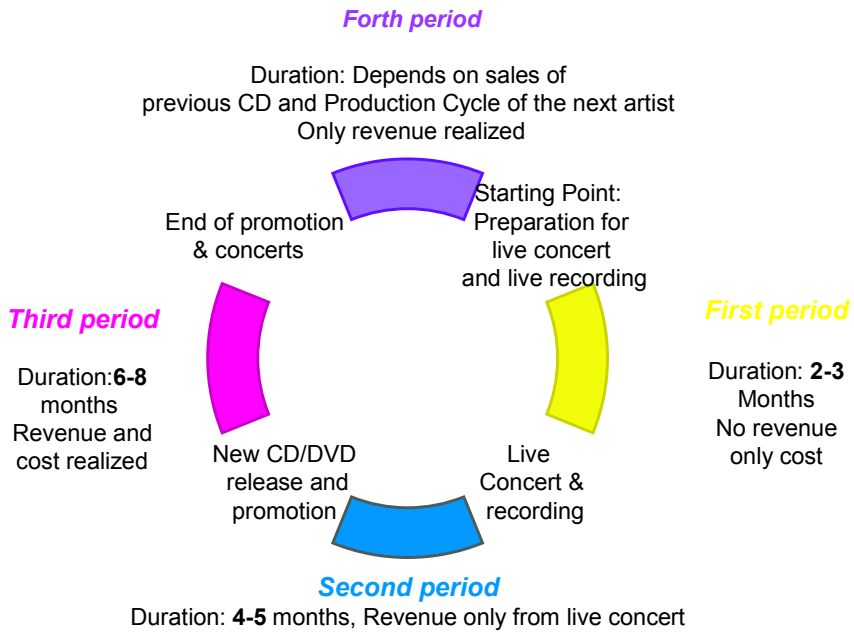 Forth period
Duration: Depends on sales of
previous CD and Production Cycle of the next artist
Only revenue realized
Starting Point:
Preparation for
live concert
and live recording
End of promotion
& concerts
First period
Duration: 2-3
Months
No revenue
only cost
Third period
Duration:6-8
months
Revenue and
cost realized
Live
Concert &
recording
New CD/DVD
release and
promotion
Second period
Duration: 4-5 months, Revenue only from live concert